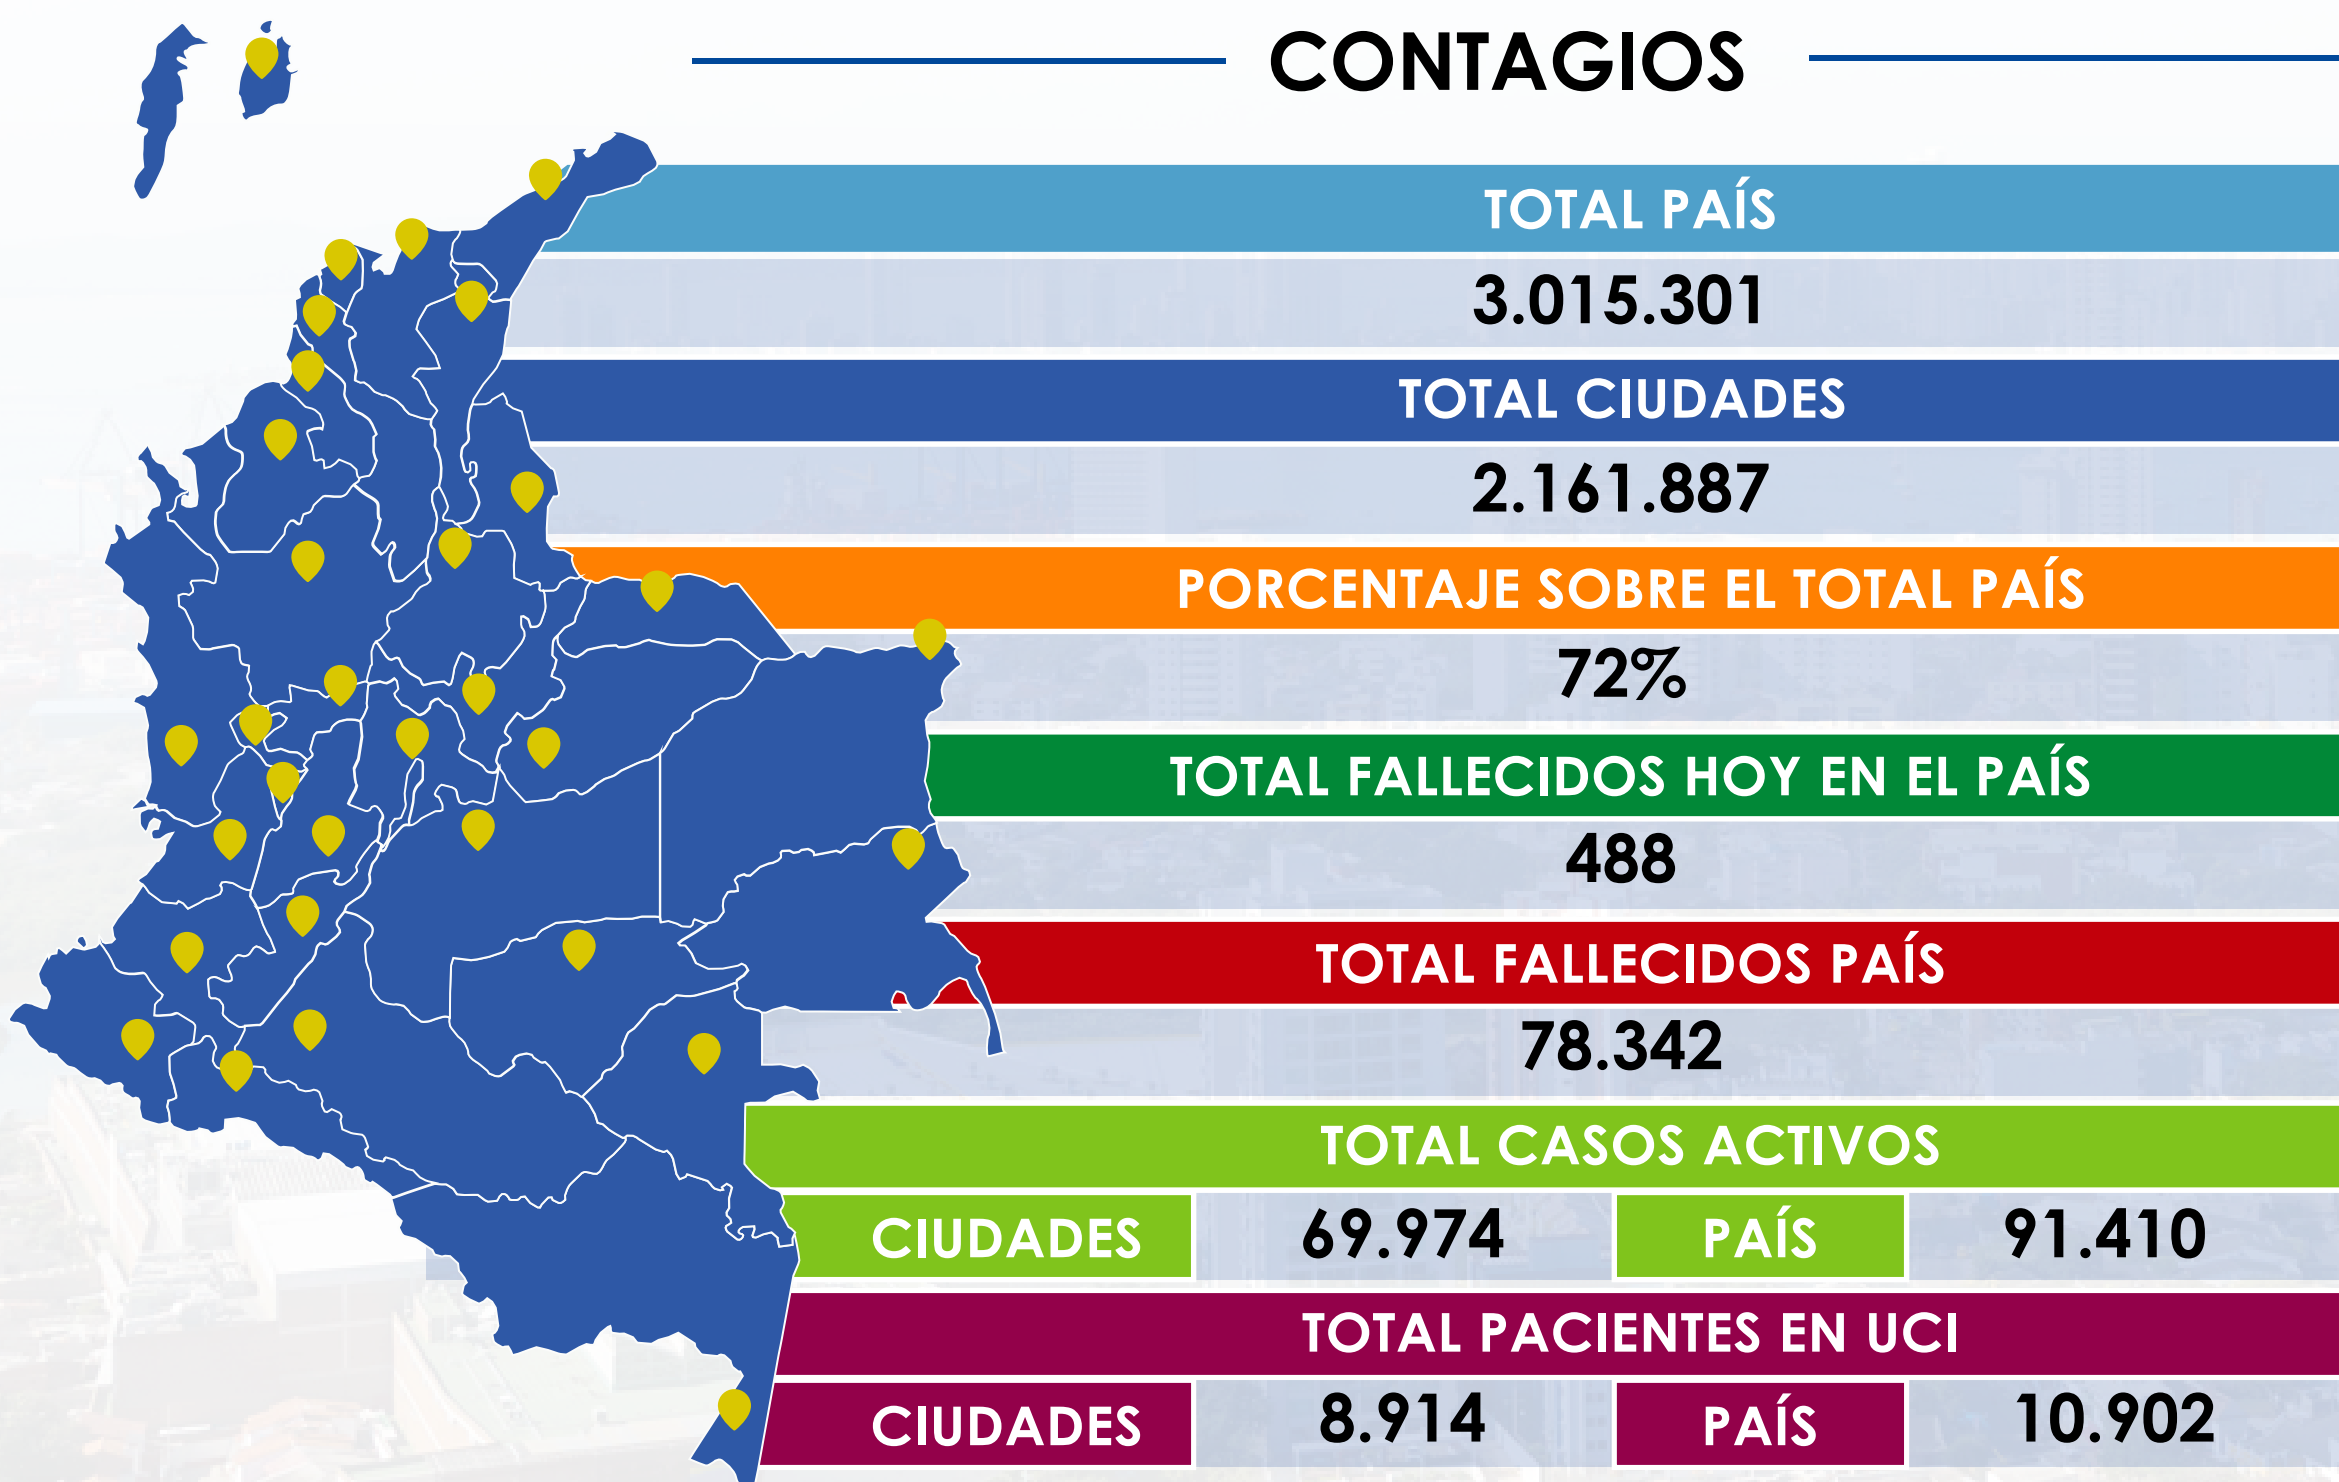 CONTAGIOS
TOTAL PAÍS
3.015.301
TOTAL CIUDADES
2.161.887
PORCENTAJE SOBRE EL TOTAL PAÍS
72%
TOTAL FALLECIDOS HOY EN EL PAÍS
488
TOTAL FALLECIDOS PAÍS
78.342
TOTAL CASOS ACTIVOS
CIUDADES 69.974 PAÍS 91.410
TOTAL PACIENTES EN UCI
CIUDADES 8.914 PAÍS 10.902